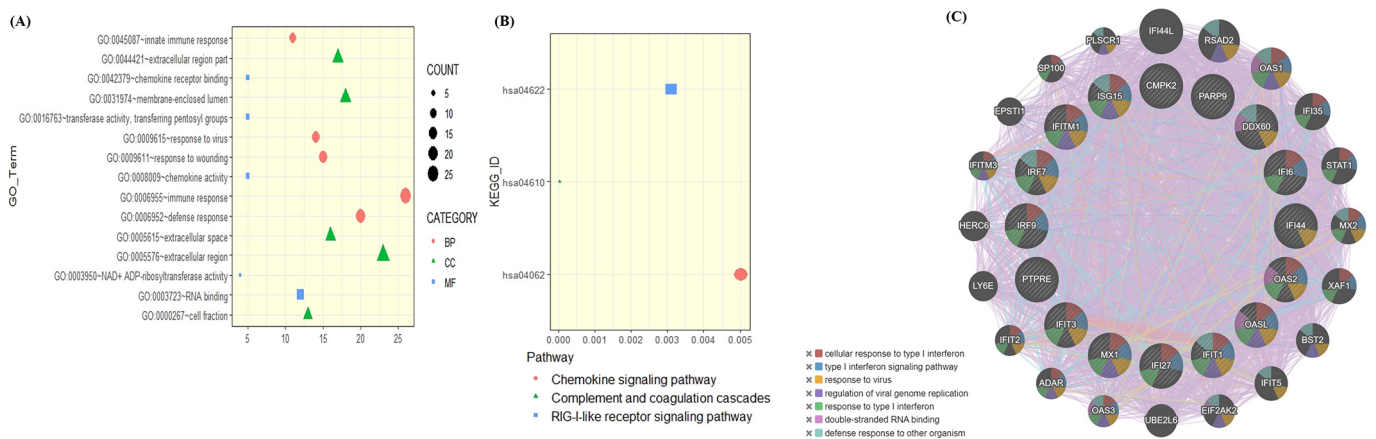 (A)
GO_Term
GO:0045087~innate immune response
GO:0044421~extracellular region part
GO:0042379~chemokine receptor binding
GO:0031974~membrane-enclosed lumen
GO:0016763~transferase activity, transferring pentosyl groups
GO:0009615~response to virus
GO:0009611~response to wounding
GO:0008009~chemokine activity
GO:0006955~immune response
GO:0006952~defense response
GO:0005615~extracellular space
GO:0005576~extracellular region
GO:0003950~NAD+ ADP-ribosyltransferase activity
GO:0003723~RNA binding
GO:0000267~cell fraction
5 10 15 20 25
COUNT
5
10
15
20
25
CATEGORY
BP
CC
MF
(B)
KEGG_ID
hsa04622
hsa04610
hsa04062
0.000 0.001 0.002 0.003 0.004 0.005
Pathway
Chemokine signaling pathway
Complement and coagulation cascades
RIG-I-like receptor signaling pathway
(C)
IFI44L
RSAD2
PLSCR1
OAS1
SP100
CMPK2
PARP9
ISG15
IFI35
EPSTI1
IFITM1
DDX60
IFITM3
IRF7
IFI6
STAT1
HERC6
IRF9
IFI44
MX2
LY6E
PTPRE
OAS2
XAF1
IFIT3
OASL
IFIT2
MX1
IFI27
IFIT1
BST2
ADAR
IFIT5
OAS3
UBE2L6
EIF2AK2
cellular response to type I interferon
type I interferon signaling pathway
response to virus
regulation of viral genome replication
response to type I interferon
double-stranded RNA binding
defense response to other organism